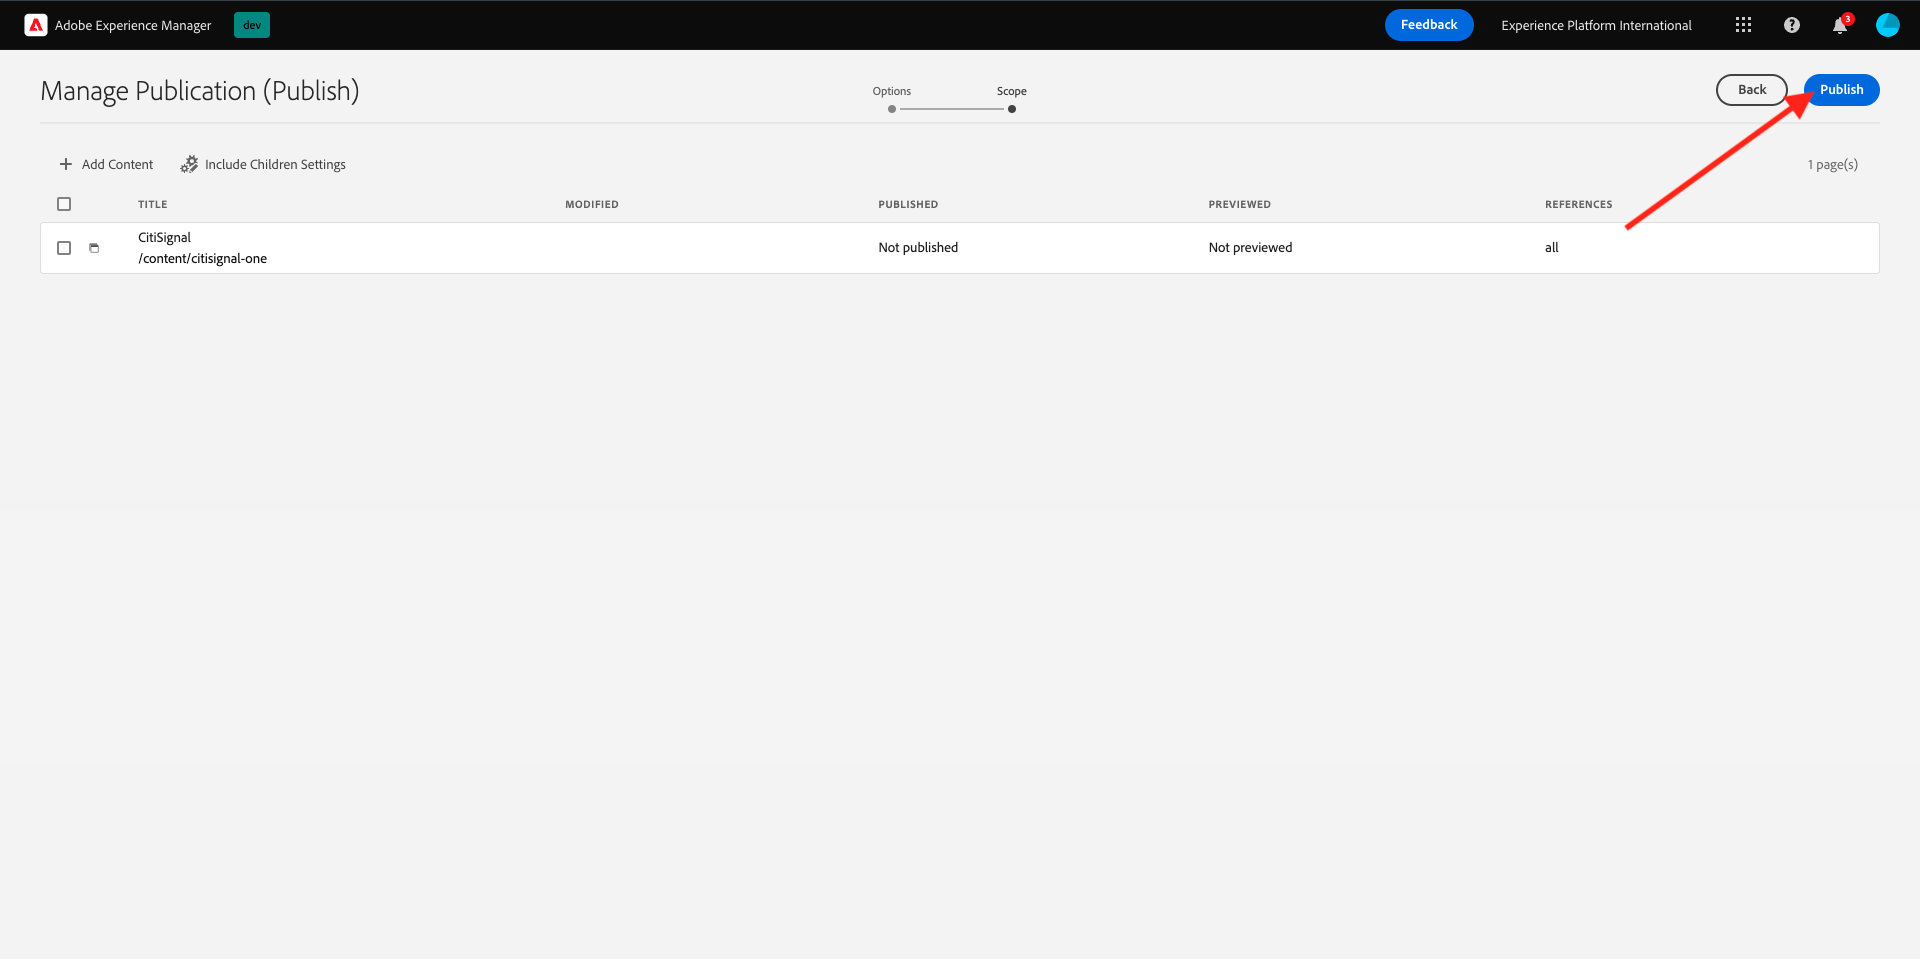 Adobe Experience Manager
dev
Feedback
Experience Platform International
3
Manage Publication (Publish)
Options
Scope
Back
Publish
Add Content
Include Children Settings
1 page(s)
TITLE
MODIFIED
PUBLISHED
PREVIEWED
REFERENCES
CitiSignal
/content/citisignal-one
Not published
Not previewed
all